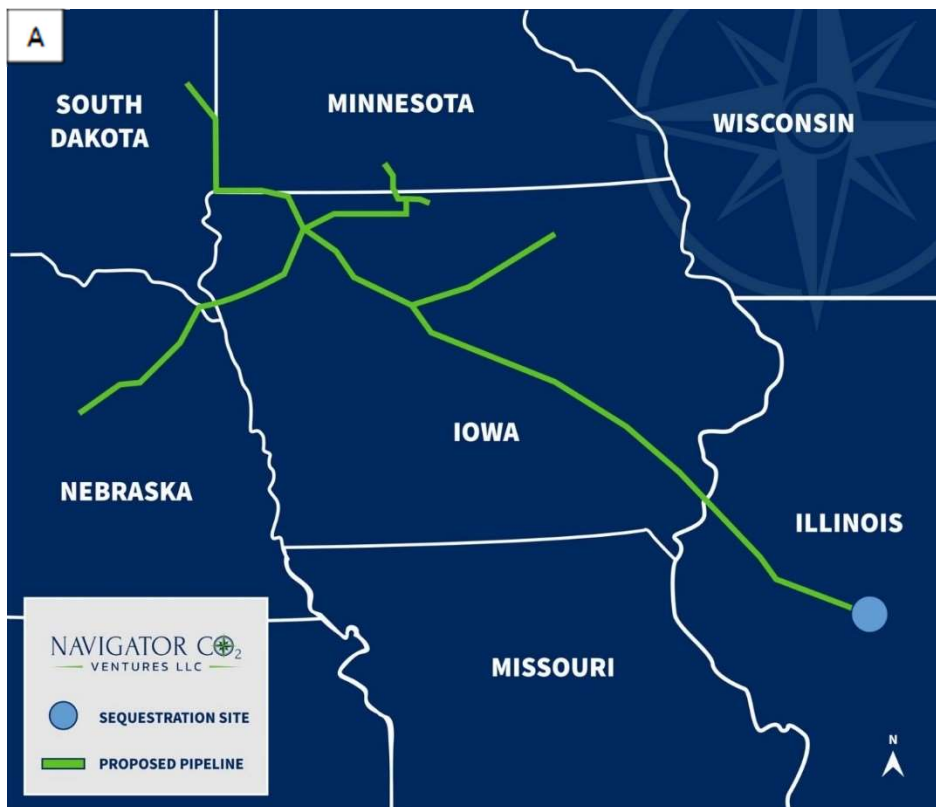 A
SOUTH
DAKOTA
MINNESOTA
WISCONSIN
IOWA
NEBRASKA
ILLINOIS
MISSOURI
NAVIGATOR CO₂
VENTURES LLC
SEQUESTRATION SITE
PROPOSED PIPELINE
N